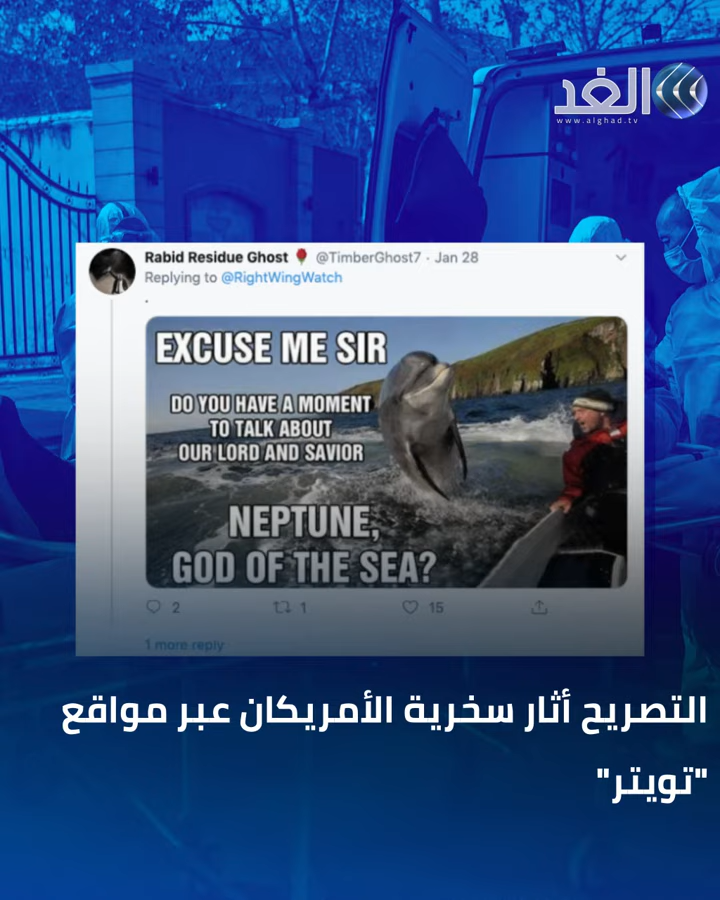 الغد
www.alghad.tv
Rabid Residue Ghost 🌹 @TimberGhost7 · Jan 28
Replying to @RightWingWatch
.
EXCUSE ME SIR
DO YOU HAVE A MOMENT
TO TALK ABOUT
OUR LORD AND SAVIOR
NEPTUNE,
GOD OF THE SEA?
2 1 15
1 more reply
التصريح أثار سخرية الأمريكان عبر مواقع
"تويتر"